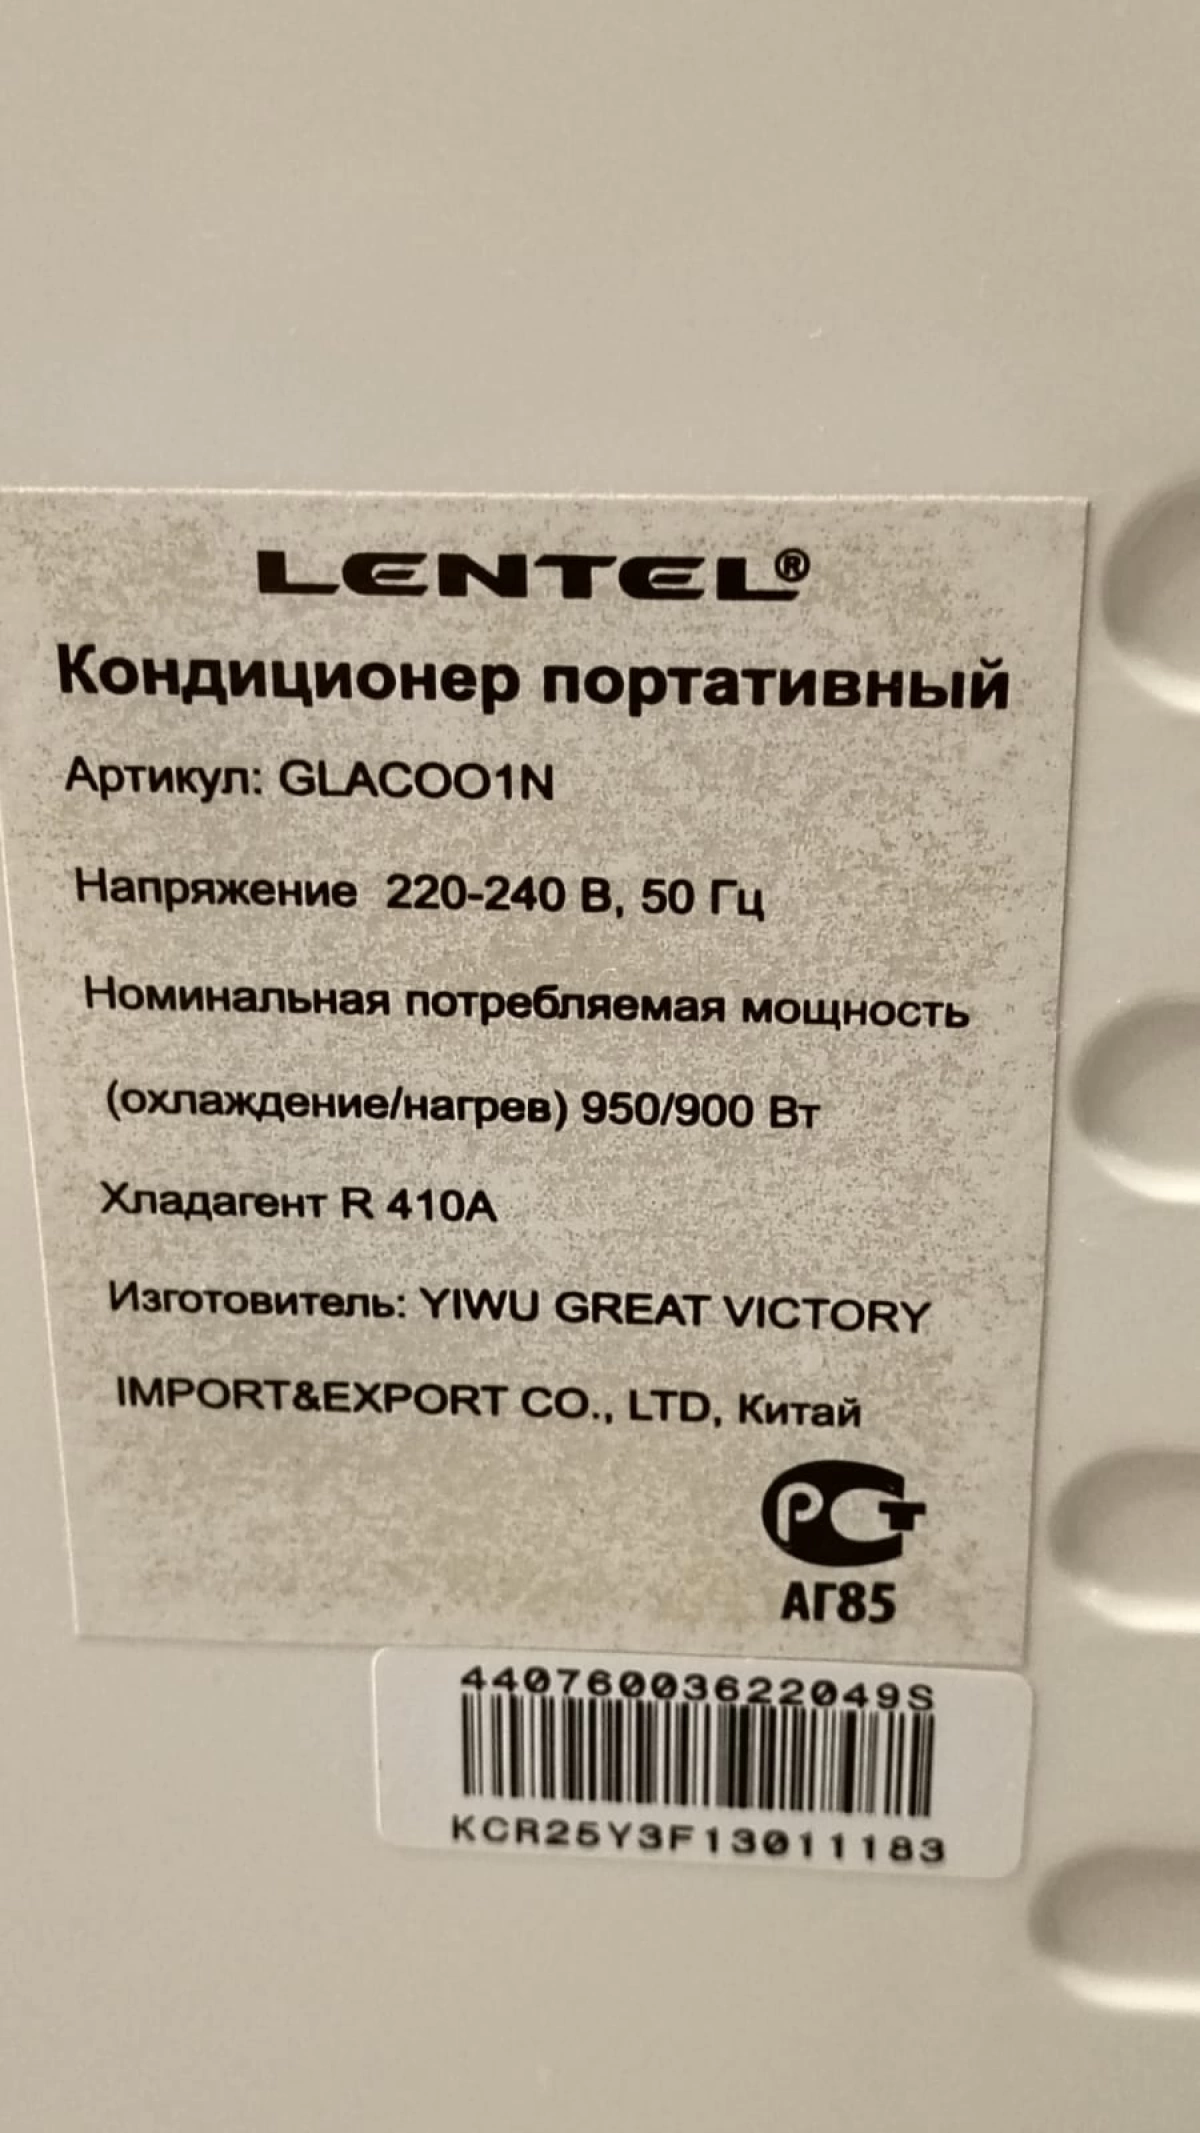 LENTEL®
Кондиционер портативный
Артикул: GLACOO1N
Напряжение 220-240 В, 50 Гц
Номинальная потребляемая мощность
(охлаждение/нагрев) 950/900 Вт
Хладагент R 410A
Изготовитель: YIWU GREAT VICTORY
IMPORT&EXPORT CO., LTD, Китай
РСТ
АГ85
44076003622049S
KCR25Y3F13011183